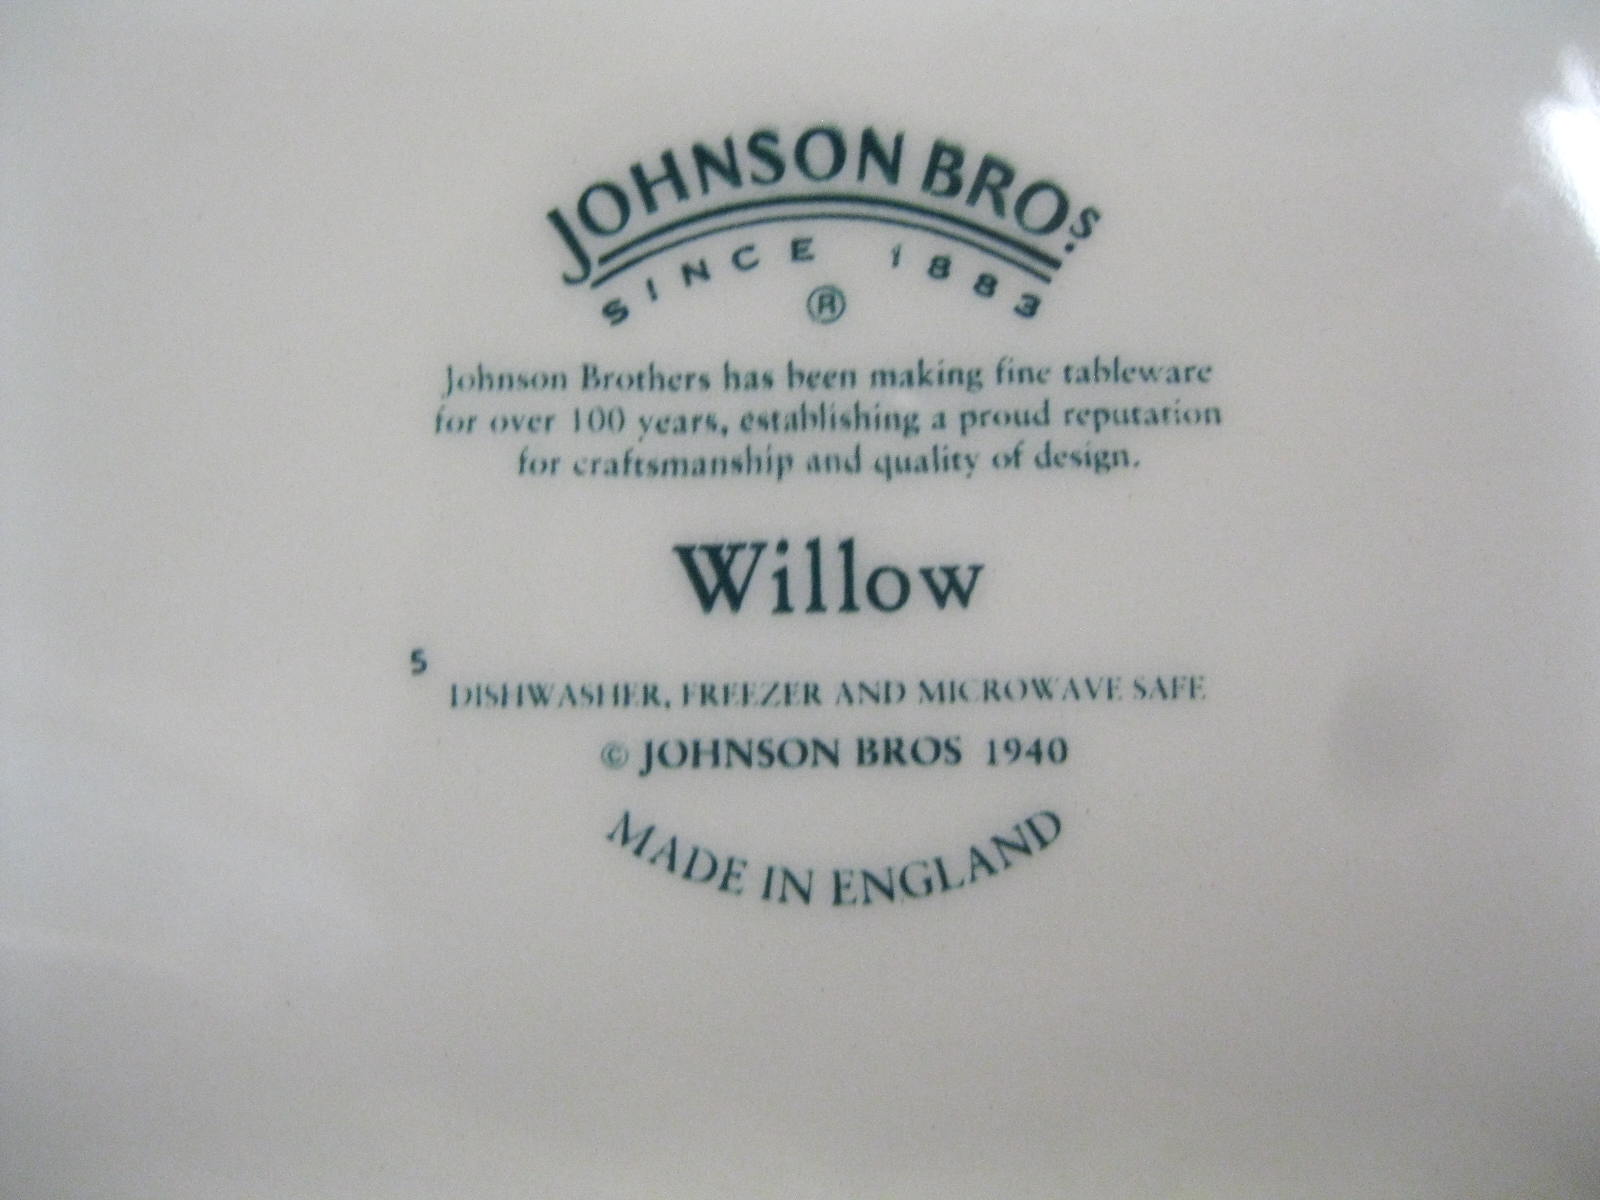 JOHNSON BROS.
SINCE 1883
®
Johnson Brothers has been making fine tableware
for over 100 years, establishing a proud reputation
for craftsmanship and quality of design.
Willow
5
DISHWASHER, FREEZER AND MICROWAVE SAFE
© JOHNSON BROS 1940
MADE IN ENGLAND